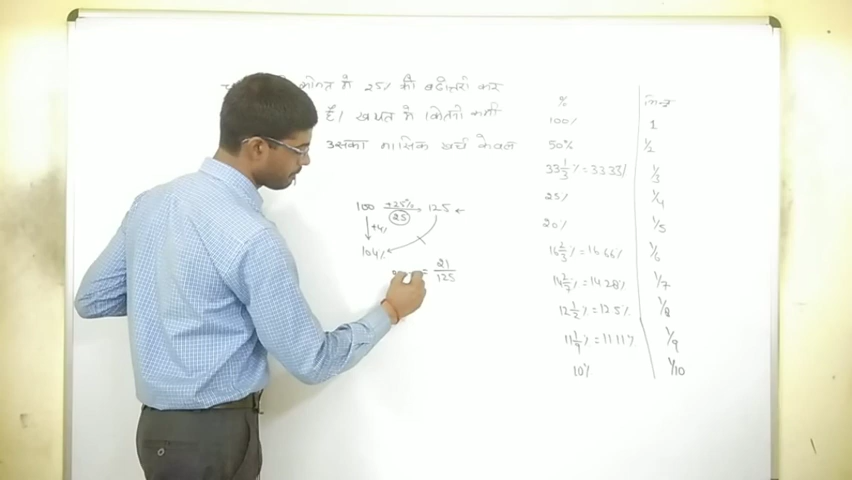 कीमत में 25% की बढोत्तरी कर
है। खपत में कितनी कमी
उसका मासिक खर्च केवल
100 +25% 125
25
+4%
104%
= 21/125
% भिन्न
100% 1
50% 1/2
33 1/3 % = 33.33% 1/3
25% 1/4
20% 1/5
16 2/3 % = 16.66% 1/6
14 2/7 % = 14.28% 1/7
12 1/2 % = 12.5% 1/8
11 1/9 % = 11.11% 1/9
10% 1/10